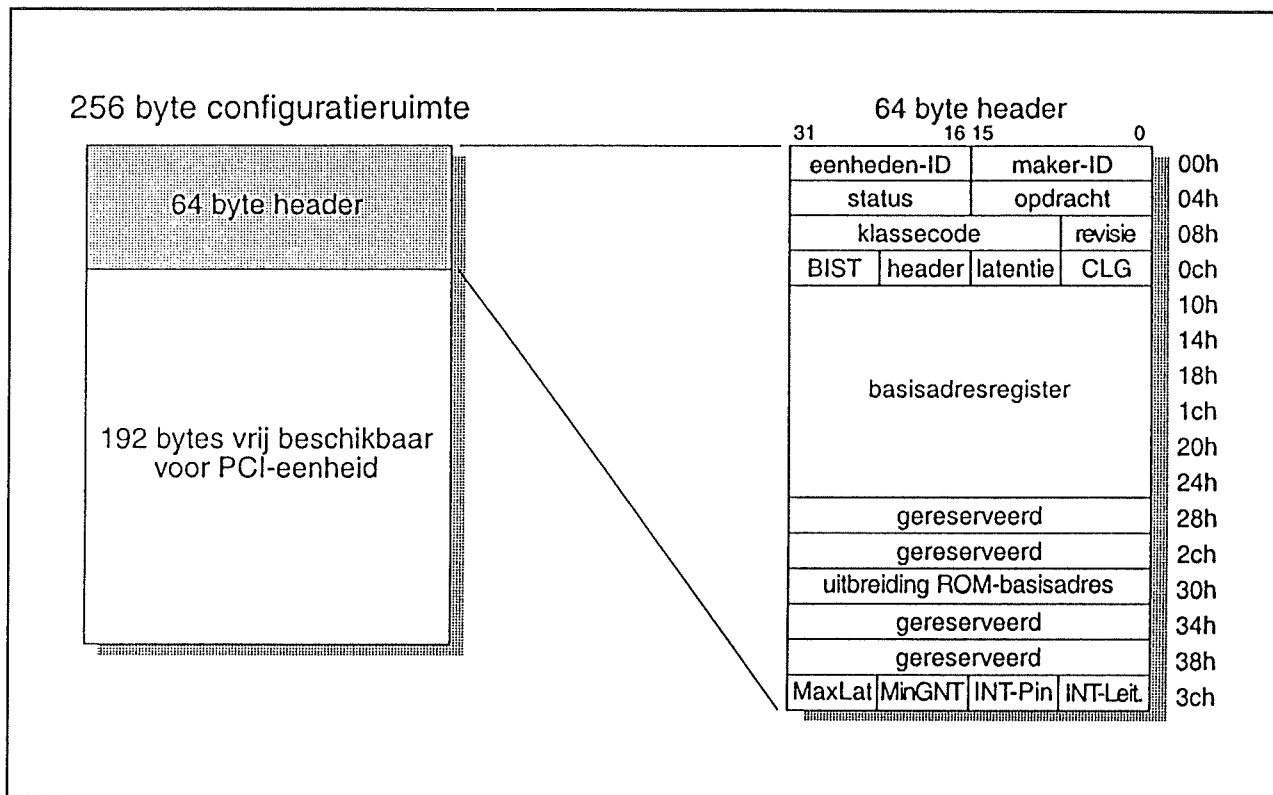 256 byte configuratieruimte
64 byte header
192 bytes vrij beschikbaar
voor PCI-eenheid
64 byte header
31 16 15 0
eenheden-ID maker-ID 00h
status opdracht 04h
klassecode revisie 08h
BIST header latentie CLG 0ch
10h
14h
18h
basisadresregister
1ch
20h
24h
gereserveerd 28h
gereserveerd 2ch
uitbreiding ROM-basisadres 30h
gereserveerd 34h
gereserveerd 38h
MaxLat MinGNT INT-Pin INT-Leit. 3ch